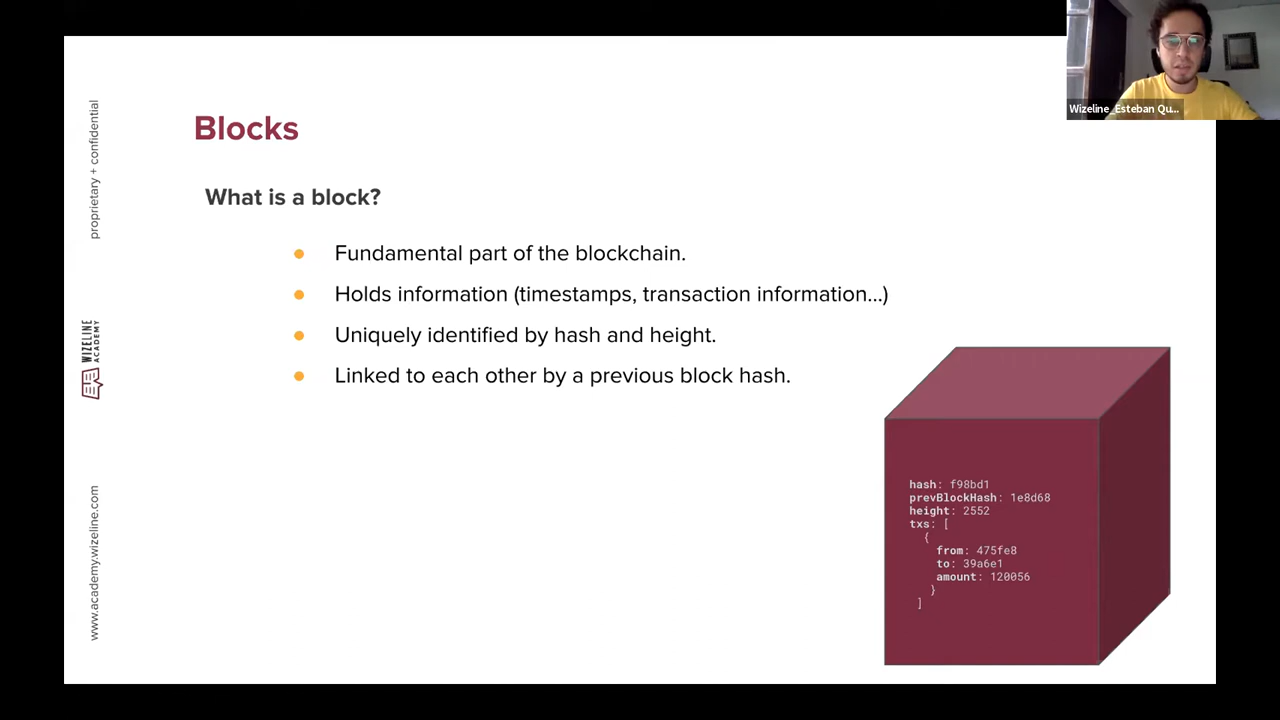 Blocks
What is a block?
Fundamental part of the blockchain.
Holds information (timestamps, transaction information...)
Uniquely identified by hash and height.
Linked to each other by a previous block hash.
hash: f98bd1
prevBlockHash: 1e8d68
height: 2552
txs: [
{
from: 475fe8
to: 39a6e1
amount: 120056
}
]
proprietary + confidential
WIZELINE
ACADEMY
www.academy.wizeline.com
Wizeline_Esteban Qu...